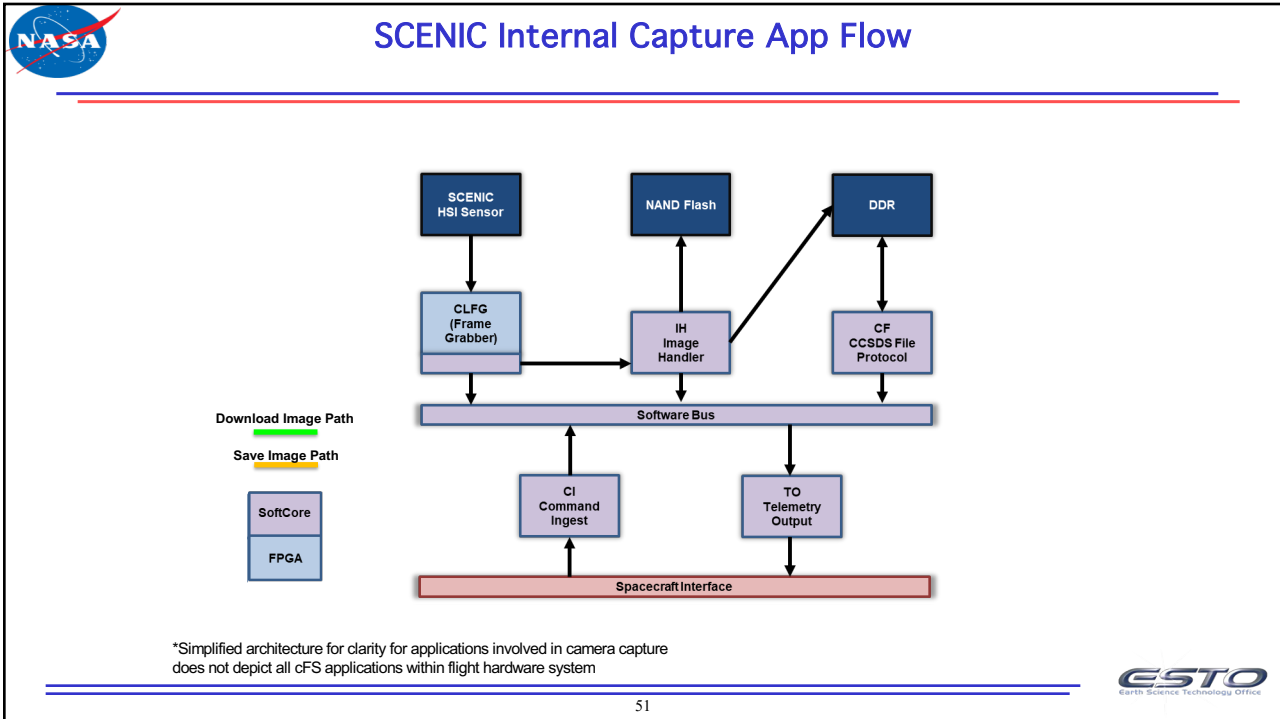 NASA
SCENIC Internal Capture App Flow
SCENIC
HSI Sensor
NAND Flash
DDR
CLFG
(Frame
Grabber)
IH
Image
Handler
CF
CCSDS File
Protocol
Software Bus
Download Image Path
Save Image Path
SoftCore
FPGA
CI
Command
Ingest
TO
Telemetry
Output
Spacecraft Interface
*Simplified architecture for clarity for applications involved in camera capture
does not depict all cFS applications within flight hardware system
ESTO
Earth Science Technology Office
51